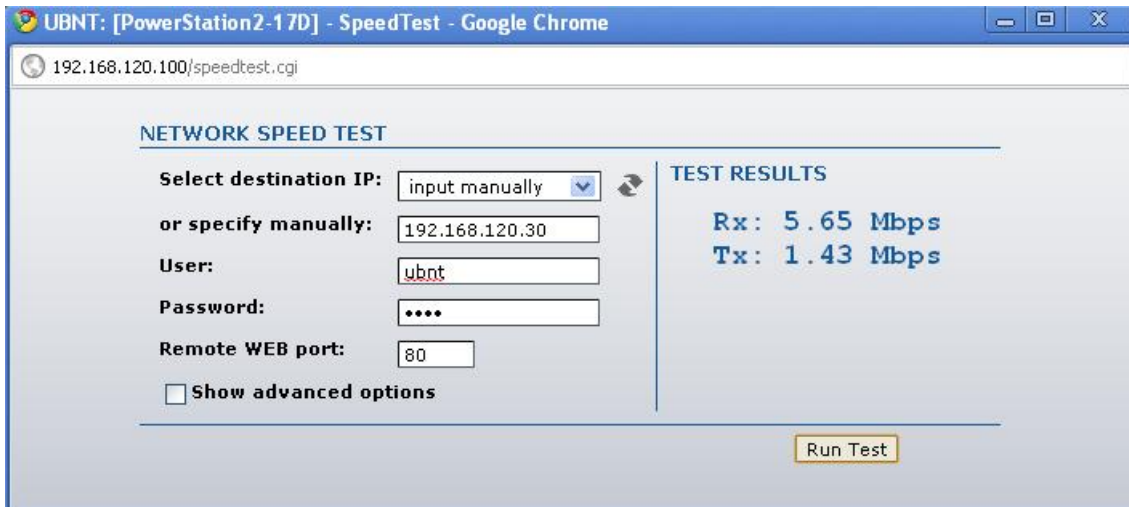 UBNT: [PowerStation2-17D] - SpeedTest - Google Chrome
192.168.120.100/speedtest.cgi
NETWORK SPEED TEST
Select destination IP: input manually
or specify manually: 192.168.120.30
User: ubnt
Password: ••••
Remote WEB port: 80
Show advanced options
TEST RESULTS
Rx: 5.65 Mbps
Tx: 1.43 Mbps
Run Test